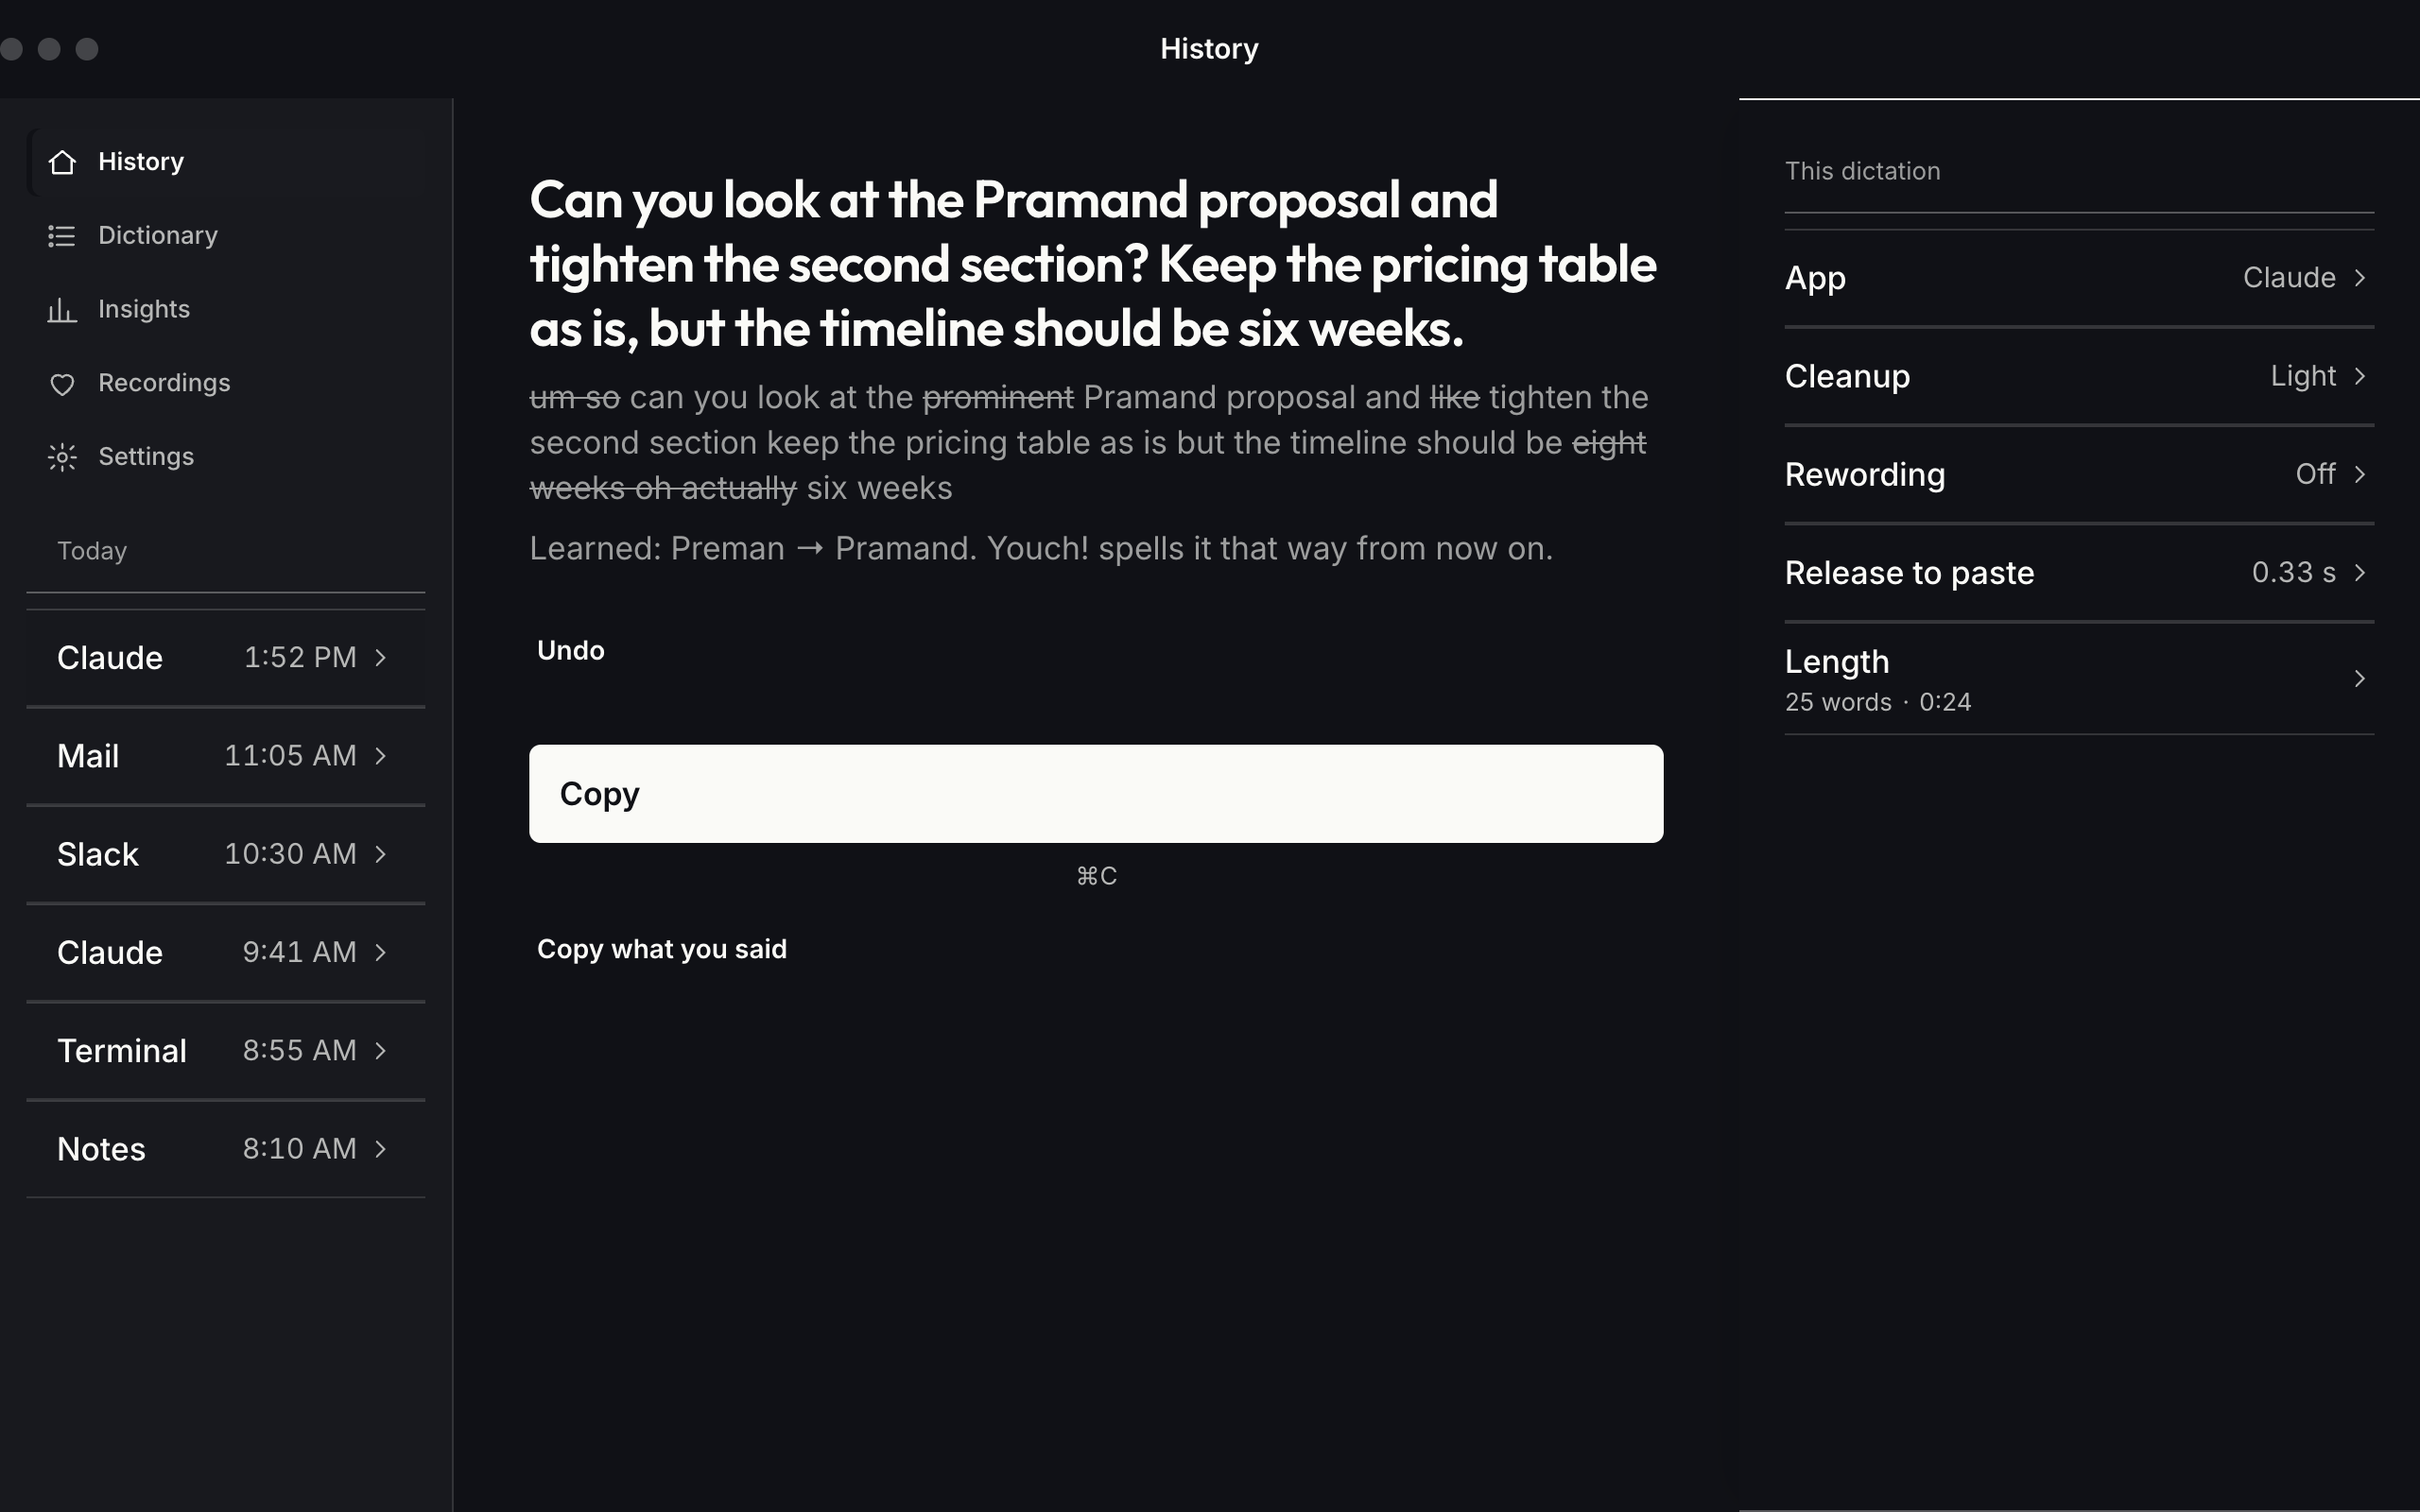 History
History
Dictionary
Insights
Recordings
Settings
Today
Claude 1:52 PM
Mail 11:05 AM
Slack 10:30 AM
Claude 9:41 AM
Terminal 8:55 AM
Notes 8:10 AM
Can you look at the Pramand proposal and
tighten the second section? Keep the pricing table
as is, but the timeline should be six weeks.
um so can you look at the prominent Pramand proposal and like tighten the
second section keep the pricing table as is but the timeline should be eight
weeks oh actually six weeks
Learned: Preman → Pramand. Youch! spells it that way from now on.
Undo
Copy
⌘C
Copy what you said
This dictation
App Claude
Cleanup Light
Rewording Off
Release to paste 0.33 s
Length
25 words · 0:24